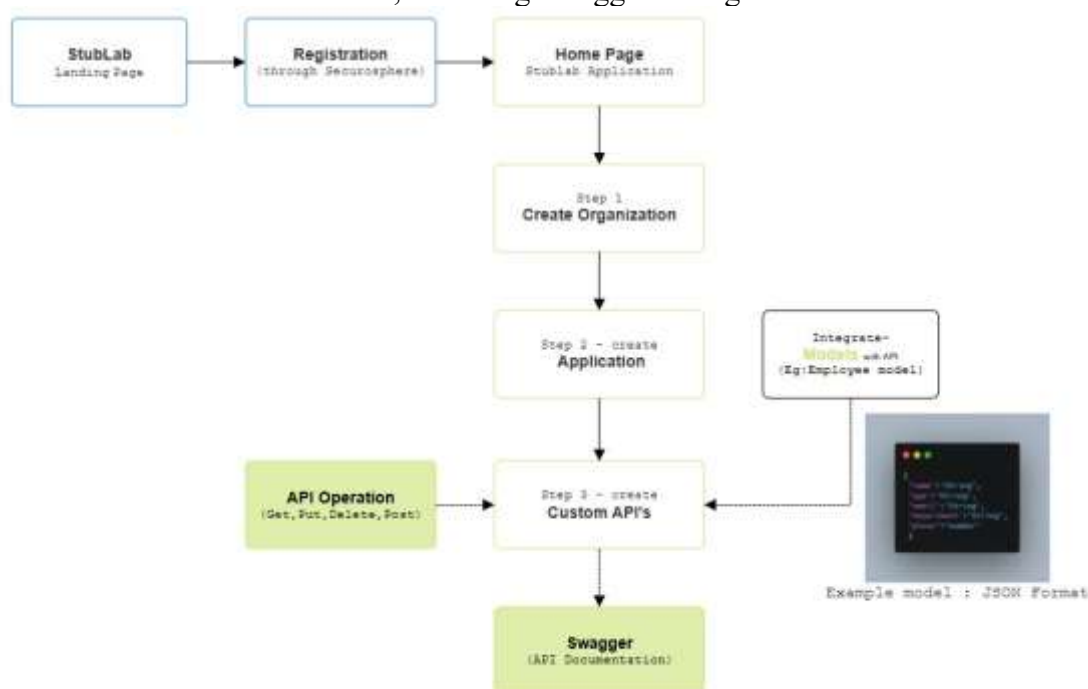 StubLab
Landing Page
Registration
(through Securosphere)
Home Page
Stublab Application
Step 1
Create Organization
Step 2 - create
Application
Integrate-
Models with API
(Eg:Employee model)
API Operation
(Get,Put,Delete,Post)
Step 3 - create
Custom API's
{
"name":"String",
}
Example model : JSON Format
Swagger
(API Documentation)